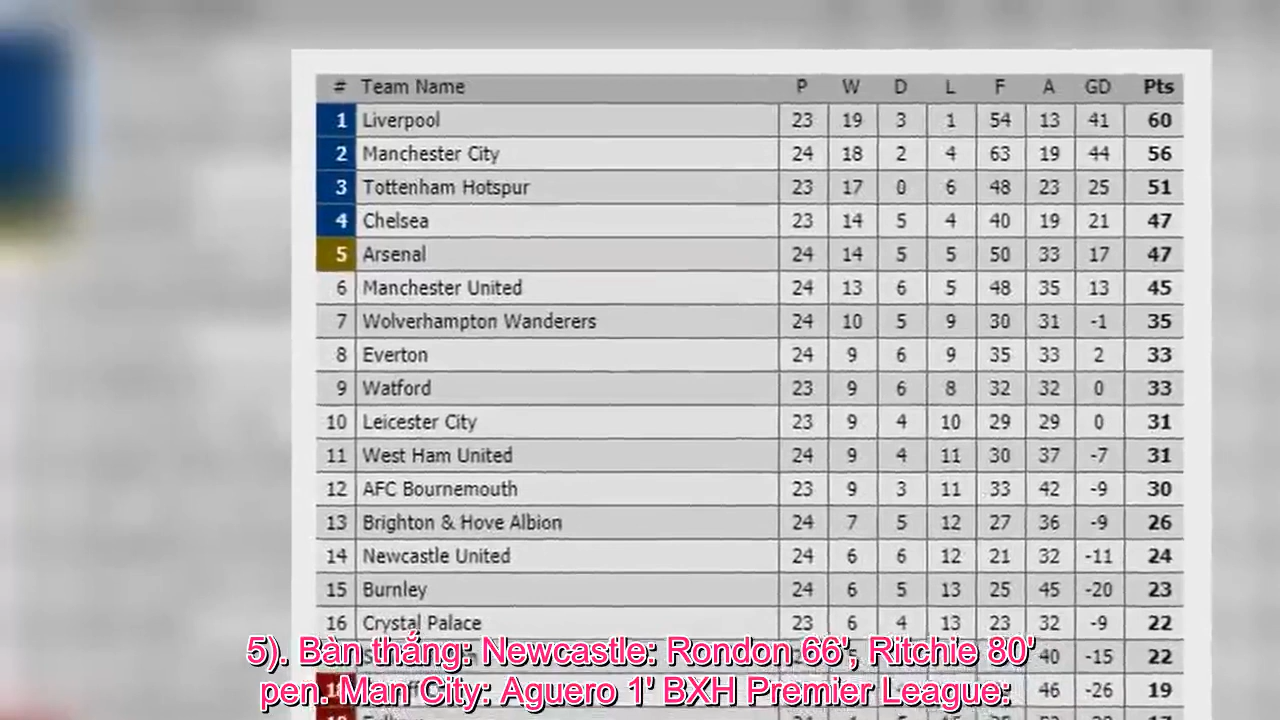 # Team Name P W D L F A GD Pts
1 Liverpool 23 19 3 1 54 13 41 60
2 Manchester City 24 18 2 4 63 19 44 56
3 Tottenham Hotspur 23 17 0 6 48 23 25 51
4 Chelsea 23 14 5 4 40 19 21 47
5 Arsenal 24 14 5 5 50 33 17 47
6 Manchester United 24 13 6 5 48 35 13 45
7 Wolverhampton Wanderers 24 10 5 9 30 31 -1 35
8 Everton 24 9 6 9 35 33 2 33
9 Watford 23 9 6 8 32 32 0 33
10 Leicester City 23 9 4 10 29 29 0 31
11 West Ham United 24 9 4 11 30 37 -7 31
12 AFC Bournemouth 23 9 3 11 33 42 -9 30
13 Brighton & Hove Albion 24 7 5 12 27 36 -9 26
14 Newcastle United 24 6 6 12 21 32 -11 24
15 Burnley 24 6 5 13 25 45 -20 23
16 Crystal Palace 23 6 4 13 23 32 -9 22
40 -15 22
46 -26 19
5). Bàn thắng: Newcastle: Rondon 66', Ritchie 80'
pen. Man City: Aguero 1' BXH Premier League: